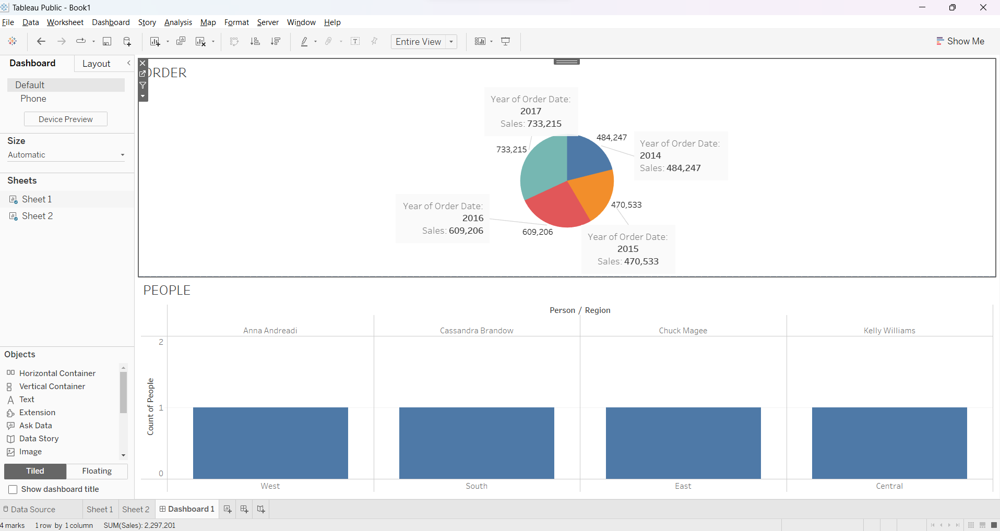 Tableau Public - Book1
File Data Worksheet Dashboard Story Analysis Map Format Server Window Help
Entire View
Show Me
Dashboard Layout
Default
Phone
Device Preview
Size
Automatic
Sheets
Sheet 1
Sheet 2
Objects
Horizontal Container
Vertical Container
Text
Extension
Ask Data
Data Story
Image
Tiled Floating
Show dashboard title
ORDER
Year of Order Date:
2017
Sales: 733,215
733,215
484,247
Year of Order Date:
2014
Sales: 484,247
470,533
Year of Order Date:
2016
Sales: 609,206
609,206
Year of Order Date:
2015
Sales: 470,533
PEOPLE
Person / Region
Anna Andreadi Cassandra Brandow Chuck Magee Kelly Williams
Count of People
2
1
0
West South East Central
Data Source Sheet 1 Sheet 2 Dashboard 1
4 marks 1 row by 1 column SUM(Sales): 2,297,201